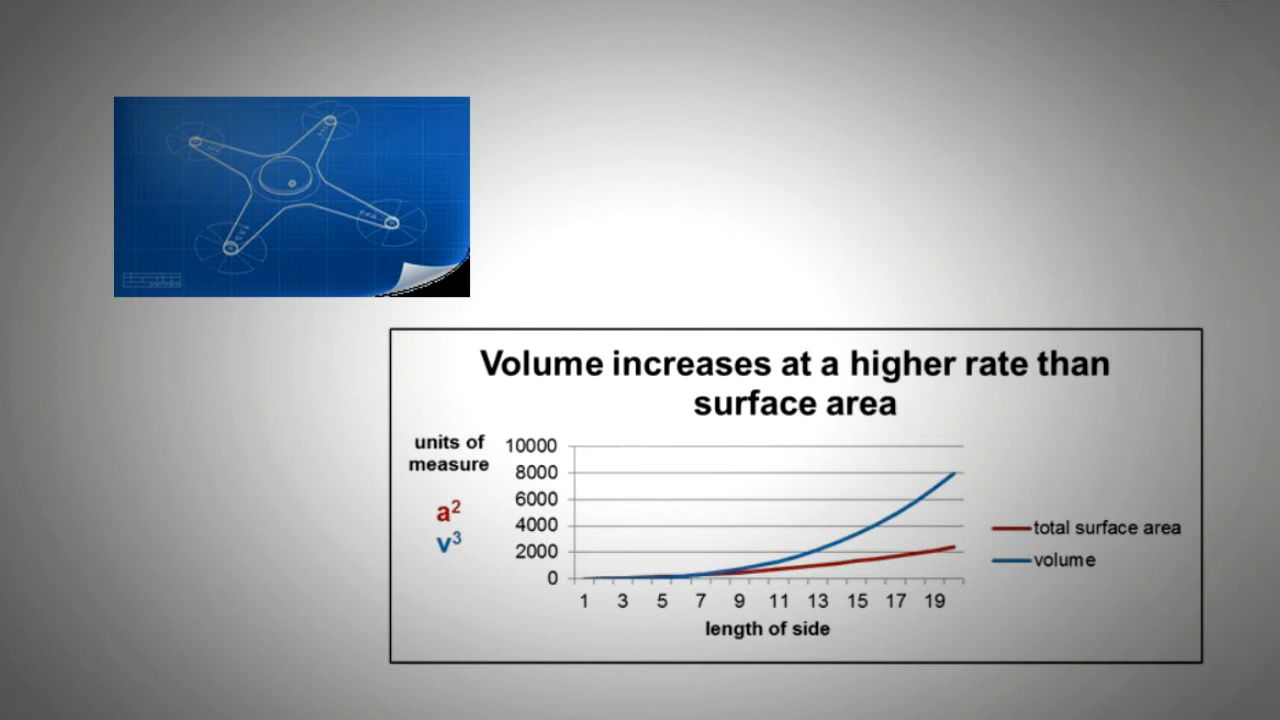 Volume increases at a higher rate than
surface area
units of
measure
a²
v³
10000
8000
6000
4000
2000
0
1 3 5 7 9 11 13 15 17 19
length of side
total surface area
volume